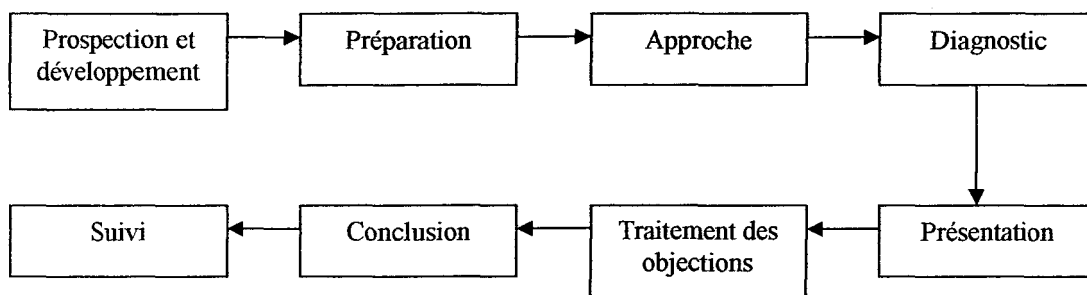 Prospection et
développement
Préparation
Approche
Diagnostic
Présentation
Traitement des
objections
Conclusion
Suivi